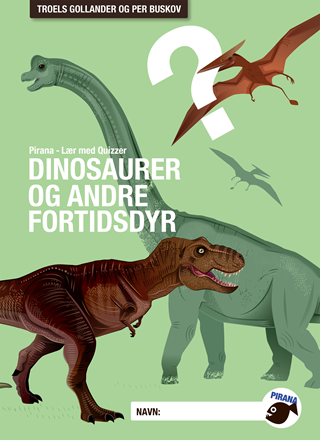 TROELS GOLLANDER OG PER BUSKOV
?
Pirana - Lær med Quizzer
DINOSAURER
OG ANDRE
FORTIDSDYR
PIRANA
NAVN: